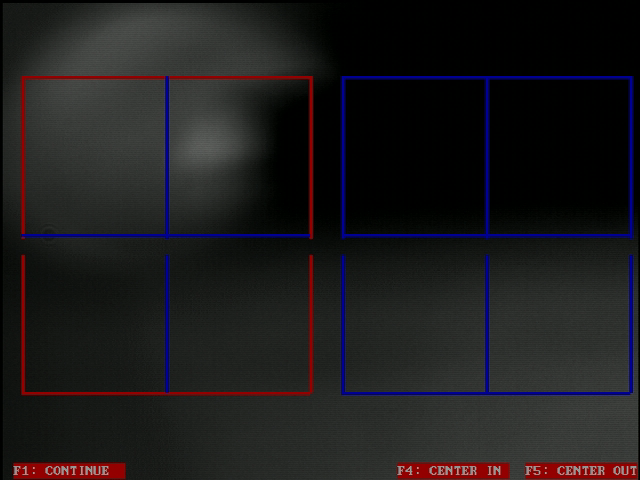 F1: CONTINUE
F4: CENTER IN
F5: CENTER OUT